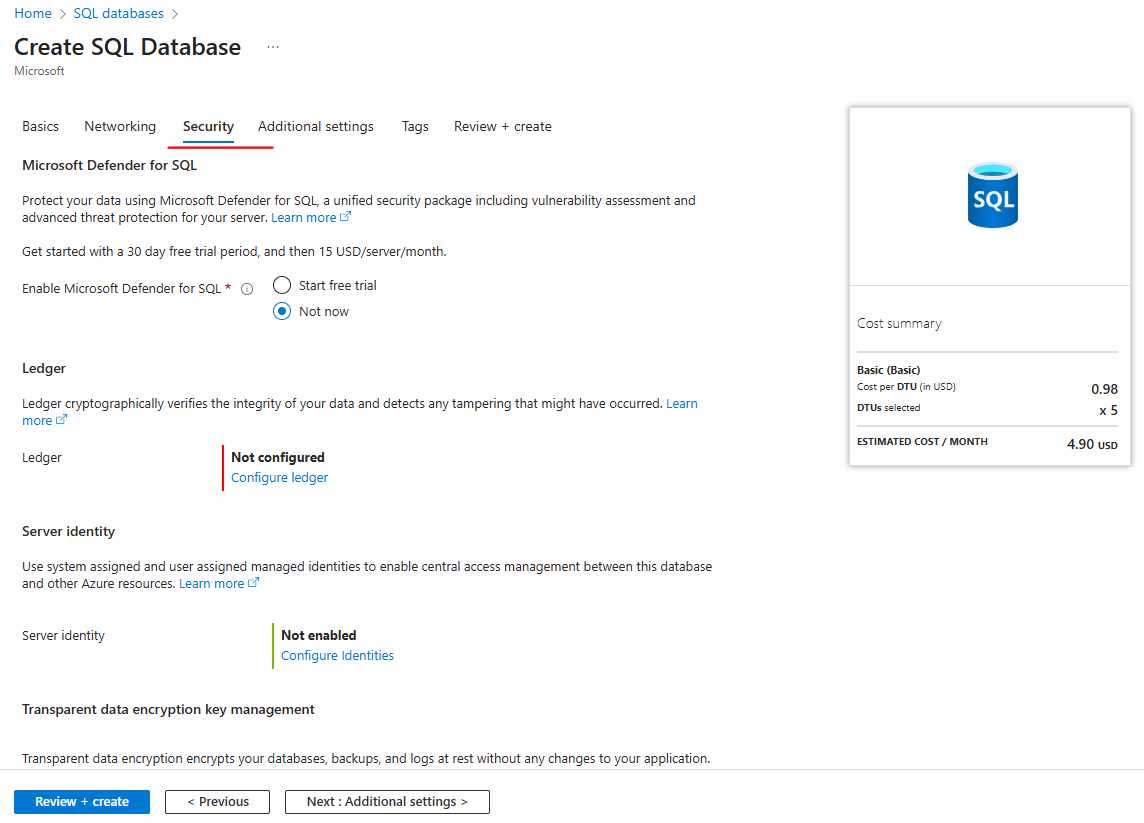 Home > SQL databases >
Create SQL Database ...
Microsoft
Basics Networking Security Additional settings Tags Review + create
Microsoft Defender for SQL
Protect your data using Microsoft Defender for SQL, a unified security package including vulnerability assessment and
advanced threat protection for your server. Learn more
Get started with a 30 day free trial period, and then 15 USD/server/month.
Enable Microsoft Defender for SQL *
Start free trial
Not now
Ledger
Ledger cryptographically verifies the integrity of your data and detects any tampering that might have occurred. Learn
more
Ledger
Not configured
Configure ledger
Server identity
Use system assigned and user assigned managed identities to enable central access management between this database
and other Azure resources. Learn more
Server identity
Not enabled
Configure Identities
Transparent data encryption key management
Transparent data encryption encrypts your databases, backups, and logs at rest without any changes to your application.
Review + create
< Previous
Next : Additional settings >
SQL
Cost summary
Basic (Basic)
Cost per DTU (in USD) 0.98
DTUs selected x 5
ESTIMATED COST / MONTH 4.90 USD